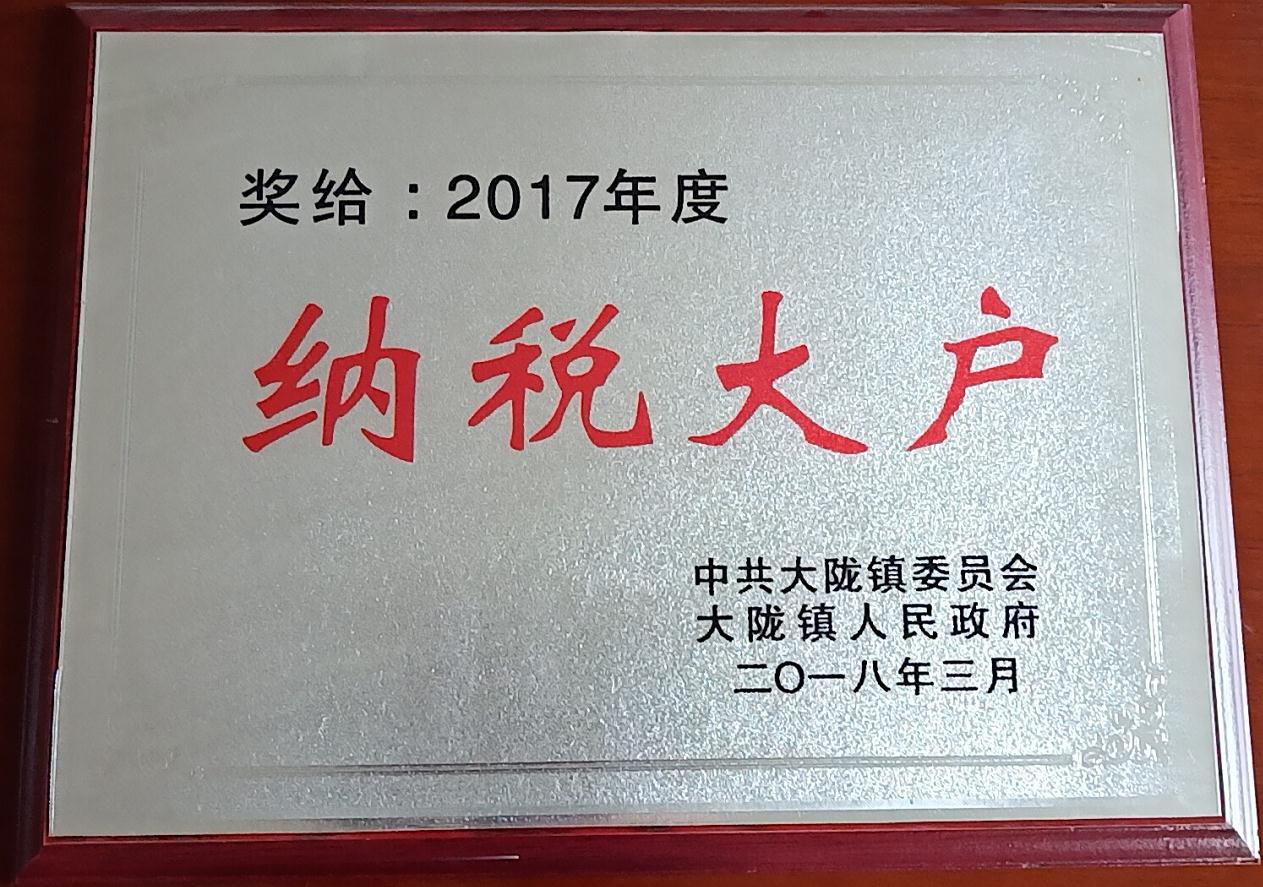 奖给：2017年度
纳税大户
中共大陇镇委员会
大陇镇人民政府
二〇一八年三月